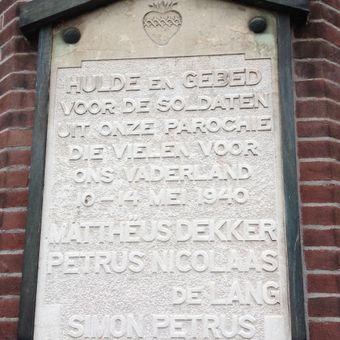 HULDE EN GEBED
VOOR DE SOLDATEN
UIT ONZE PAROCHIE
DIE VIELEN VOOR
ONS VADERLAND
10-14 MEI 1940
MATTHËUS DEKKER
PETRUS NICOLAAS
DE LANG
SIMON PETRUS